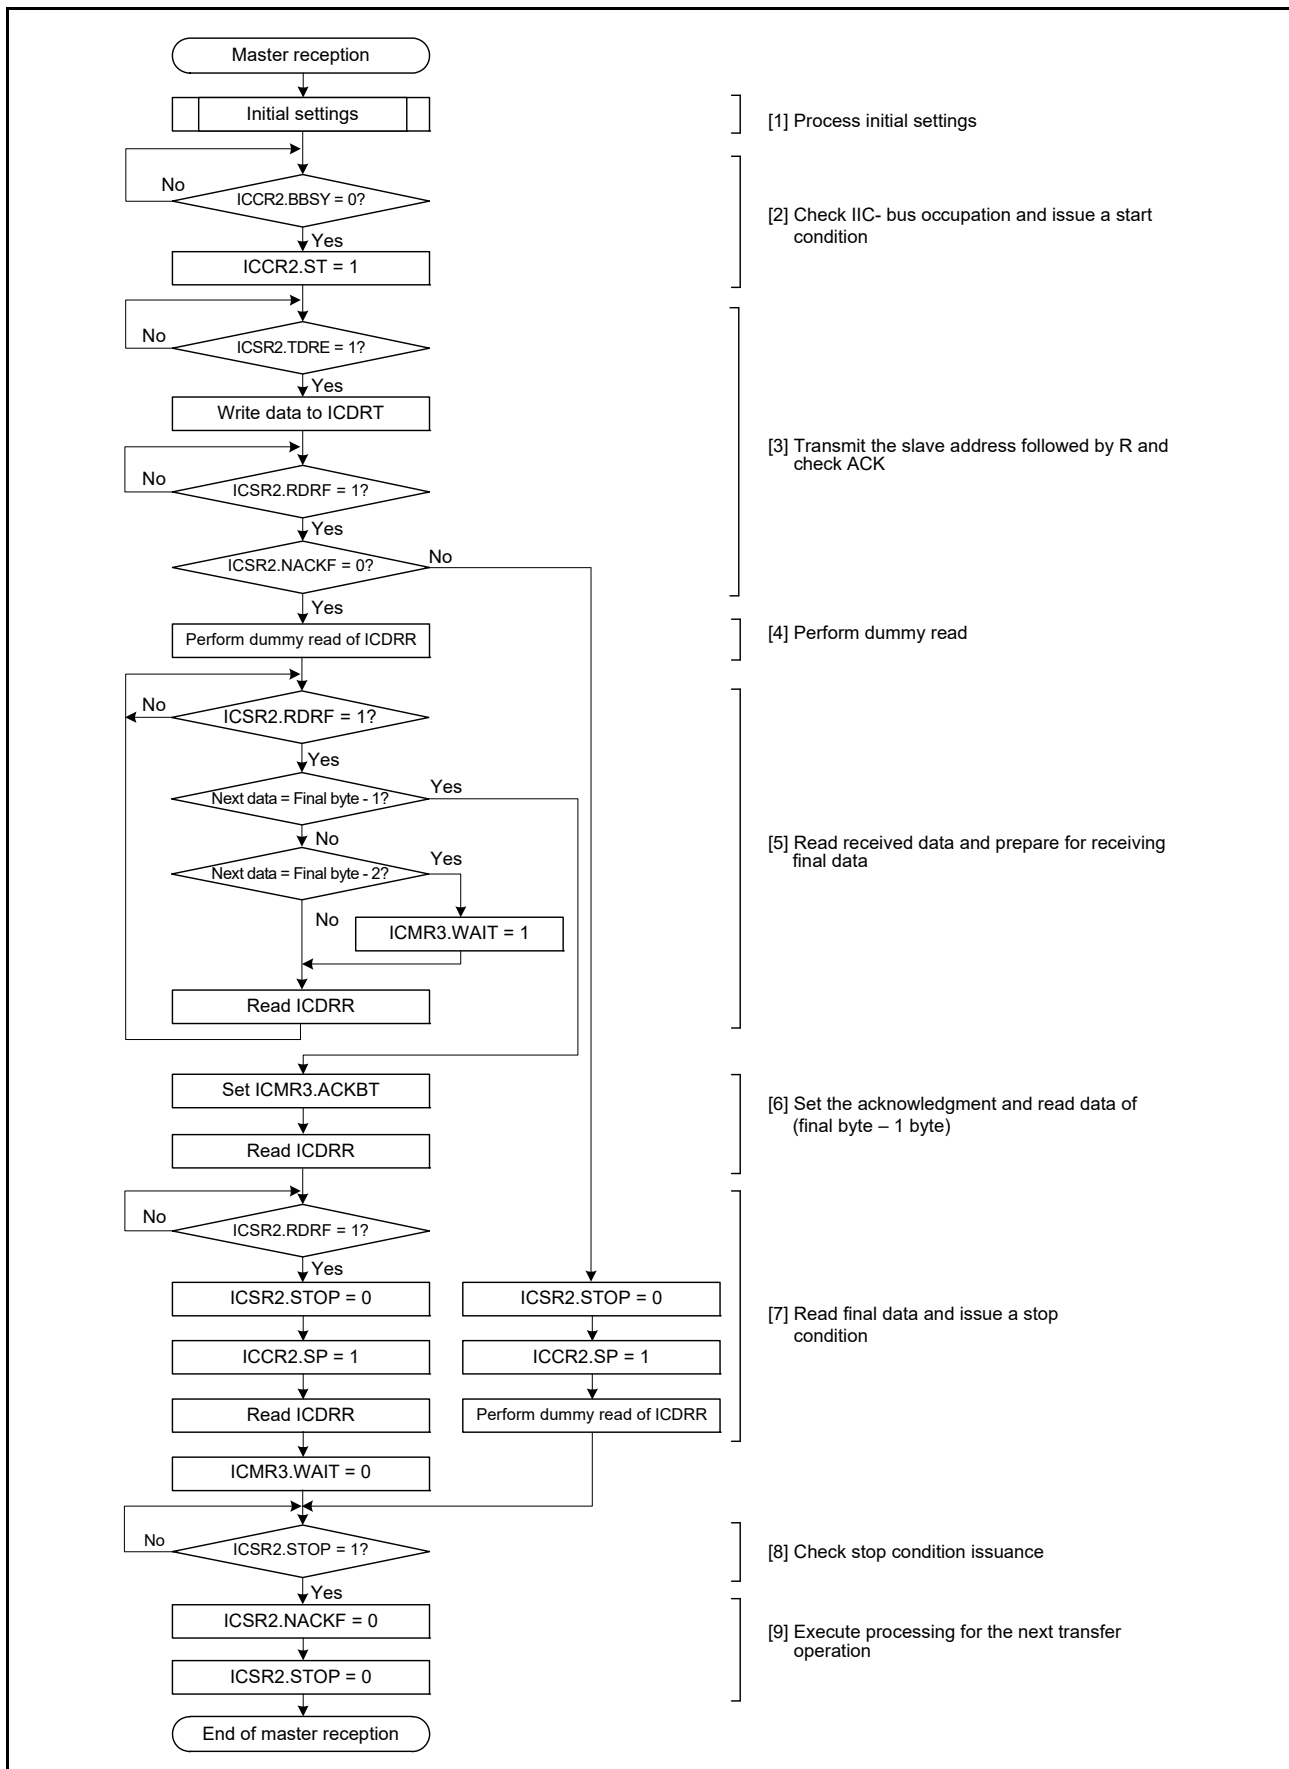 Master reception
Initial settings
[1] Process initial settings
No
ICCR2.BBSY = 0?
Yes
ICCR2.ST = 1
[2] Check IIC- bus occupation and issue a start
condition
No
ICSR2.TDRE = 1?
Yes
Write data to ICDRT
No
ICSR2.RDRF = 1?
Yes
ICSR2.NACKF = 0?
No
Yes
[3] Transmit the slave address followed by R and
check ACK
Perform dummy read of ICDRR
[4] Perform dummy read
No
ICSR2.RDRF = 1?
Yes
Next data = Final byte - 1?
Yes
No
Next data = Final byte - 2?
Yes
No
ICMR3.WAIT = 1
Read ICDRR
[5] Read received data and prepare for receiving
final data
Set ICMR3.ACKBT
Read ICDRR
[6] Set the acknowledgment and read data of
(final byte – 1 byte)
No
ICSR2.RDRF = 1?
Yes
ICSR2.STOP = 0
ICCR2.SP = 1
Read ICDRR
ICMR3.WAIT = 0
ICSR2.STOP = 0
ICCR2.SP = 1
Perform dummy read of ICDRR
[7] Read final data and issue a stop
condition
No
ICSR2.STOP = 1?
Yes
[8] Check stop condition issuance
ICSR2.NACKF = 0
ICSR2.STOP = 0
[9] Execute processing for the next transfer
operation
End of master reception